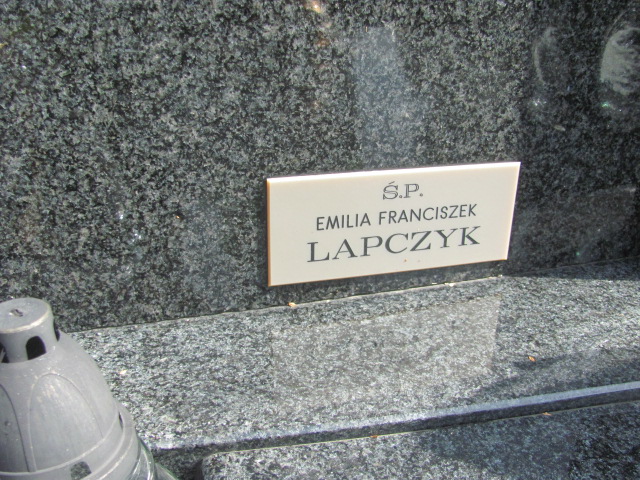 Ś.P.
EMILIA FRANCISZEK
LAPCZYK